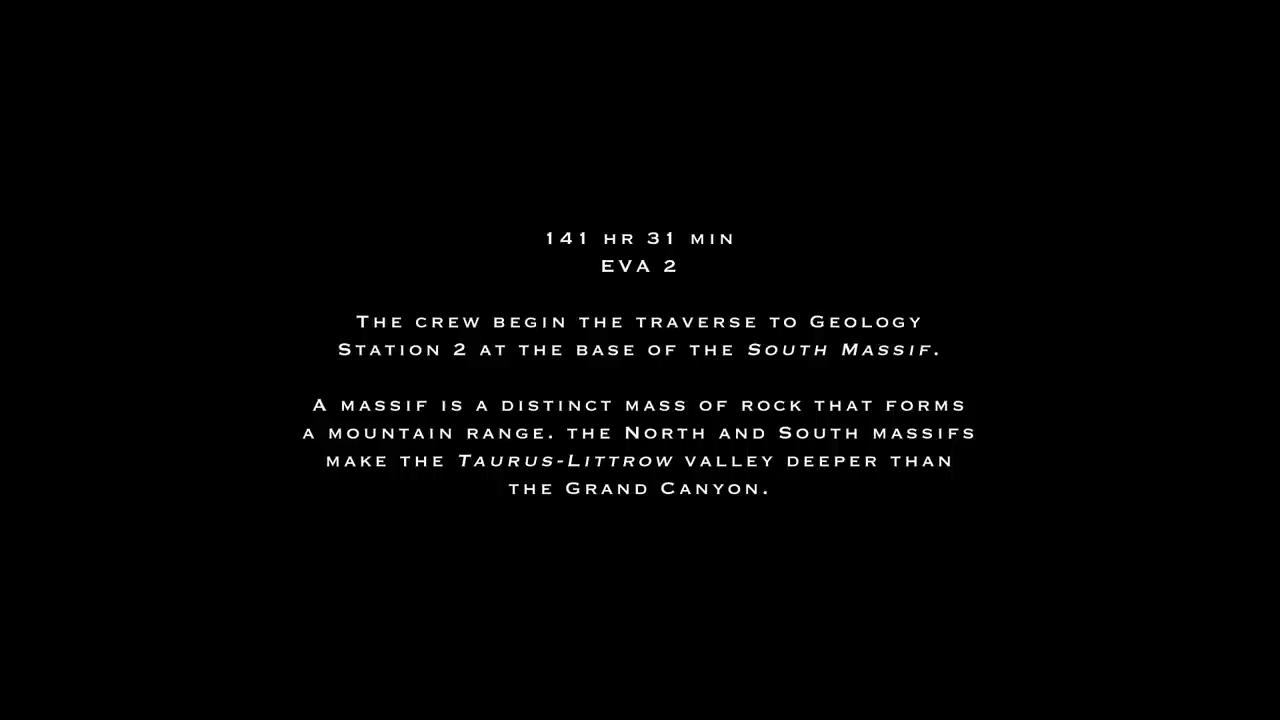 141 HR 31 MIN
EVA 2
The crew begin the traverse to Geology
Station 2 at the base of the South Massif.
A massif is a distinct mass of rock that forms
a mountain range. the North and South massifs
make the Taurus-Littrow valley deeper than
the Grand Canyon.